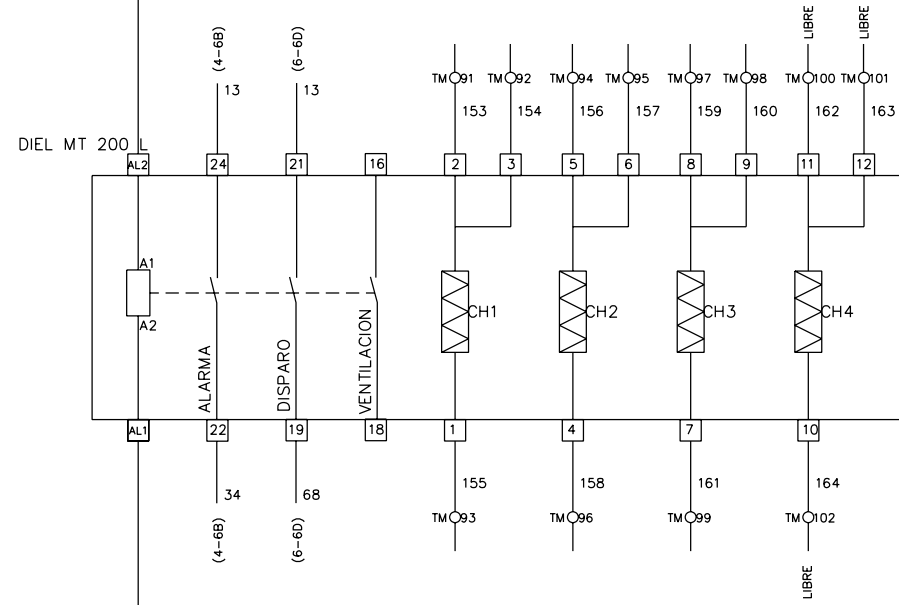 LIBRE LIBRE
(4-6B) (6-6D)
TM 91 TM 92 TM 94 TM 95 TM 97 TM 98 TM 100 TM 101
13 13 153 154 156 157 159 160 162 163
DIEL MT 200 L
AL2 24 21 16 2 3 5 6 8 9 11 12
A1
CH1 CH2 CH3 CH4
A2
ALARMA DISPARO VENTILACION
AL1 22 19 18 1 4 7 10
34 68 155 158 161 164
TM 93 TM 96 TM 99 TM 102
(4-6B) (6-6D)
LIBRE